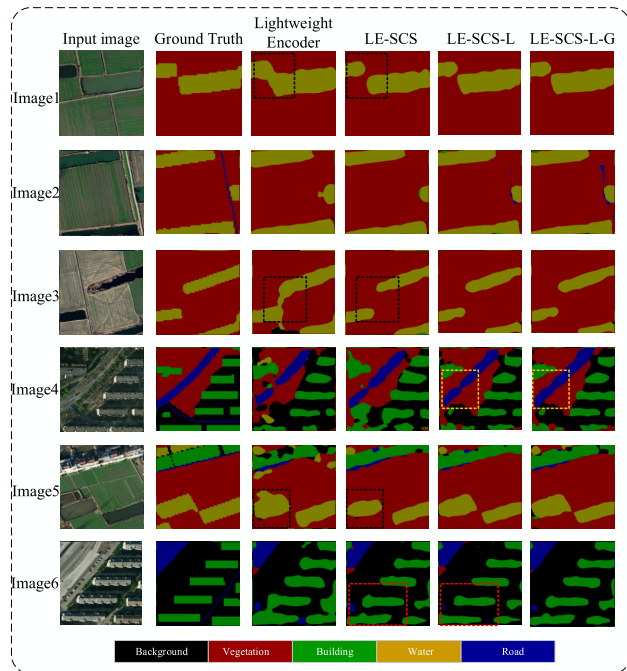 Input image Ground Truth Lightweight Encoder LE-SCS LE-SCS-L LE-SCS-L-G
Image1
Image2
Image3
Image4
Image5
Image6
Background Vegetation Building Water Road